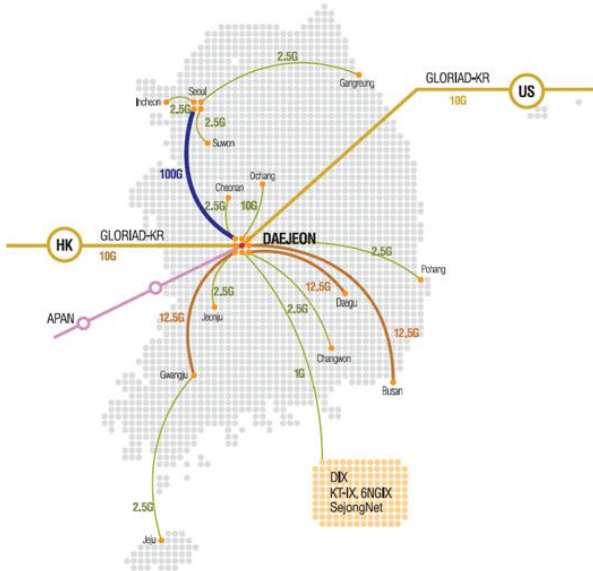 2.5G
Gangreung
GLORIAD-KR
US
10G
Seoul
Incheon
2.5G
2.5G
Suwon
100G
Cheonan
Ochang
2.5G
10G
HK
GLORIAD-KR
10G
DAEJEON
2.5G
Pohang
APAN
2.5G
Jeonju
12.5G
12.5G
Daegu
2.5G
12.5G
Changwon
Gwangju
1G
Busan
DIX
KT-IX, 6NGIX
SejongNet
2.5G
Jeju